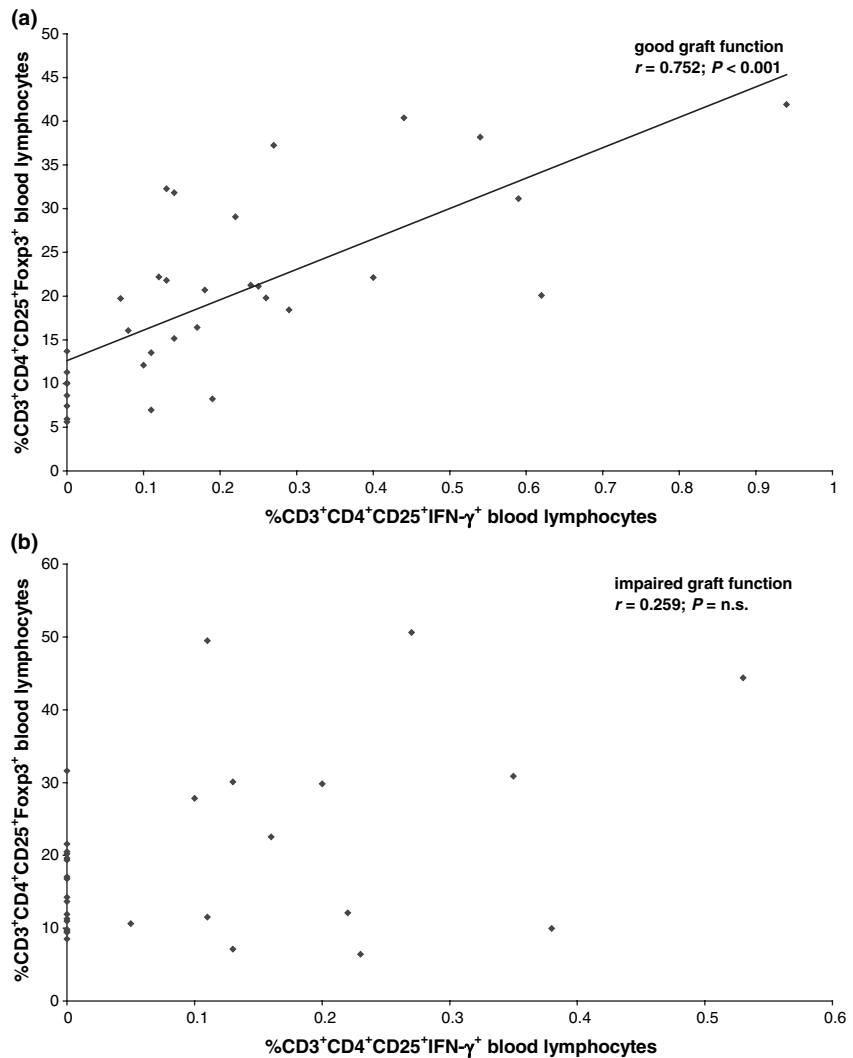 (a)
50
45
40
35
30
25
20
15
10
5
0
%CD3⁺CD4⁺CD25⁺Foxp3⁺ blood lymphocytes
good graft function
r = 0.752; P < 0.001
0 0.1 0.2 0.3 0.4 0.5 0.6 0.7 0.8 0.9 1
%CD3⁺CD4⁺CD25⁺IFN-γ⁺ blood lymphocytes
(b)
60
50
40
30
20
10
0
%CD3⁺CD4⁺CD25⁺Foxp3⁺ blood lymphocytes
impaired graft function
r = 0.259; P = n.s.
0 0.1 0.2 0.3 0.4 0.5 0.6
%CD3⁺CD4⁺CD25⁺IFN-γ⁺ blood lymphocytes